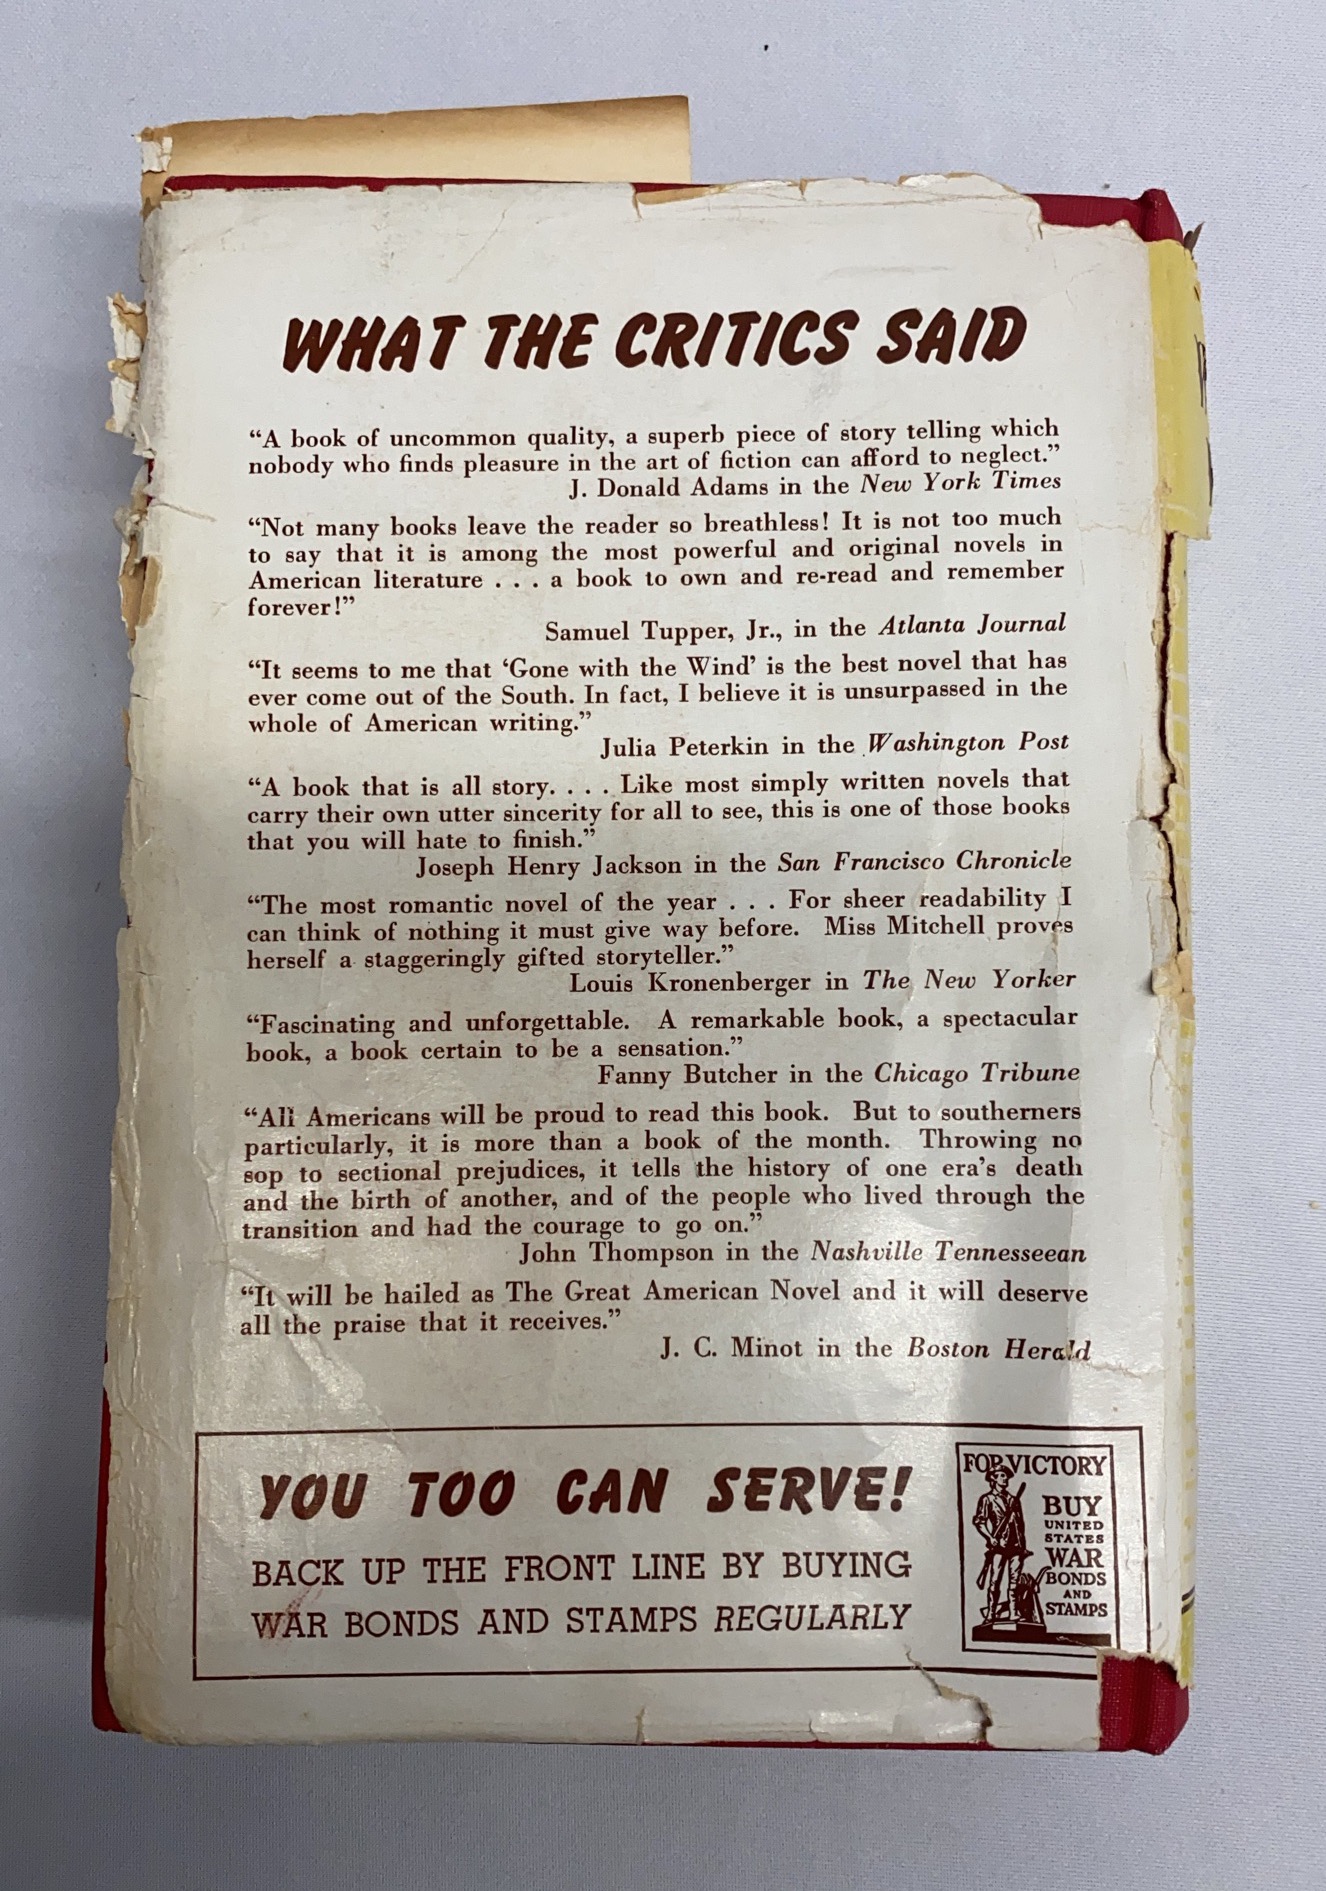 WHAT THE CRITICS SAID
“A book of uncommon quality, a superb piece of story telling which
nobody who finds pleasure in the art of fiction can afford to neglect.”
J. Donald Adams in the New York Times
“Not many books leave the reader so breathless! It is not too much
to say that it is among the most powerful and original novels in
American literature . . . a book to own and re-read and remember
forever!”
Samuel Tupper, Jr., in the Atlanta Journal
“It seems to me that ‘Gone with the Wind’ is the best novel that has
ever come out of the South. In fact, I believe it is unsurpassed in the
whole of American writing.”
Julia Peterkin in the Washington Post
“A book that is all story. . . . Like most simply written novels that
carry their own utter sincerity for all to see, this is one of those books
that you will hate to finish.”
Joseph Henry Jackson in the San Francisco Chronicle
“The most romantic novel of the year . . . For sheer readability I
can think of nothing it must give way before. Miss Mitchell proves
herself a staggeringly gifted storyteller.”
Louis Kronenberger in The New Yorker
“Fascinating and unforgettable. A remarkable book, a spectacular
book, a book certain to be a sensation.”
Fanny Butcher in the Chicago Tribune
“All Americans will be proud to read this book. But to southerners
particularly, it is more than a book of the month. Throwing no
sop to sectional prejudices, it tells the history of one era’s death
and the birth of another, and of the people who lived through the
transition and had the courage to go on.”
John Thompson in the Nashville Tennesseean
“It will be hailed as The Great American Novel and it will deserve
all the praise that it receives.”
J. C. Minot in the Boston Herald
YOU TOO CAN SERVE!
BACK UP THE FRONT LINE BY BUYING
WAR BONDS AND STAMPS REGULARLY
FOR VICTORY
BUY
UNITED
STATES
WAR
BONDS
AND
STAMPS